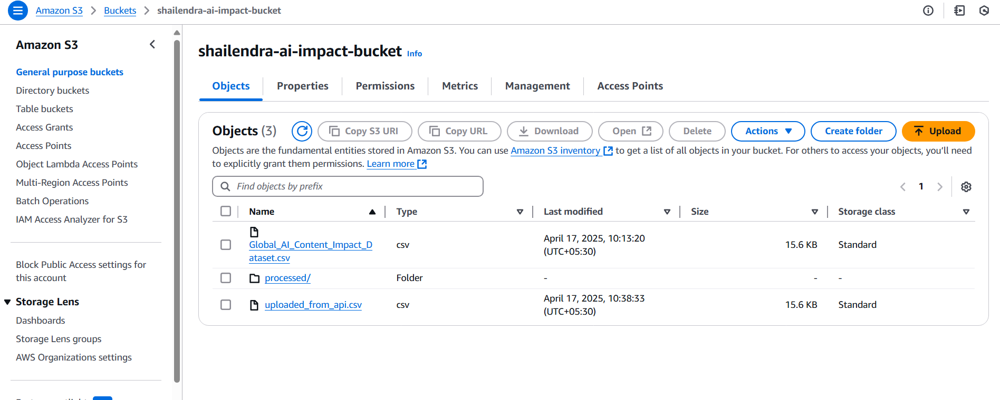 Amazon S3 > Buckets > shailendra-ai-impact-bucket
Amazon S3
General purpose buckets
Directory buckets
Table buckets
Access Grants
Access Points
Object Lambda Access Points
Multi-Region Access Points
Batch Operations
IAM Access Analyzer for S3
Block Public Access settings for
this account
Storage Lens
Dashboards
Storage Lens groups
AWS Organizations settings
shailendra-ai-impact-bucket Info
Objects Properties Permissions Metrics Management Access Points
Objects (3) Copy S3 URI Copy URL Download Open Delete Actions Create folder Upload
Objects are the fundamental entities stored in Amazon S3. You can use Amazon S3 inventory to get a list of all objects in your bucket. For others to access your objects, you'll need
to explicitly grant them permissions. Learn more
Find objects by prefix
1
Name Type Last modified Size Storage class
Global_AI_Content_Impact_D
ataset.csv
csv
April 17, 2025, 10:13:20
(UTC+05:30)
15.6 KB
Standard
processed/ Folder - - -
uploaded_from_api.csv
csv
April 17, 2025, 10:38:33
(UTC+05:30)
15.6 KB
Standard